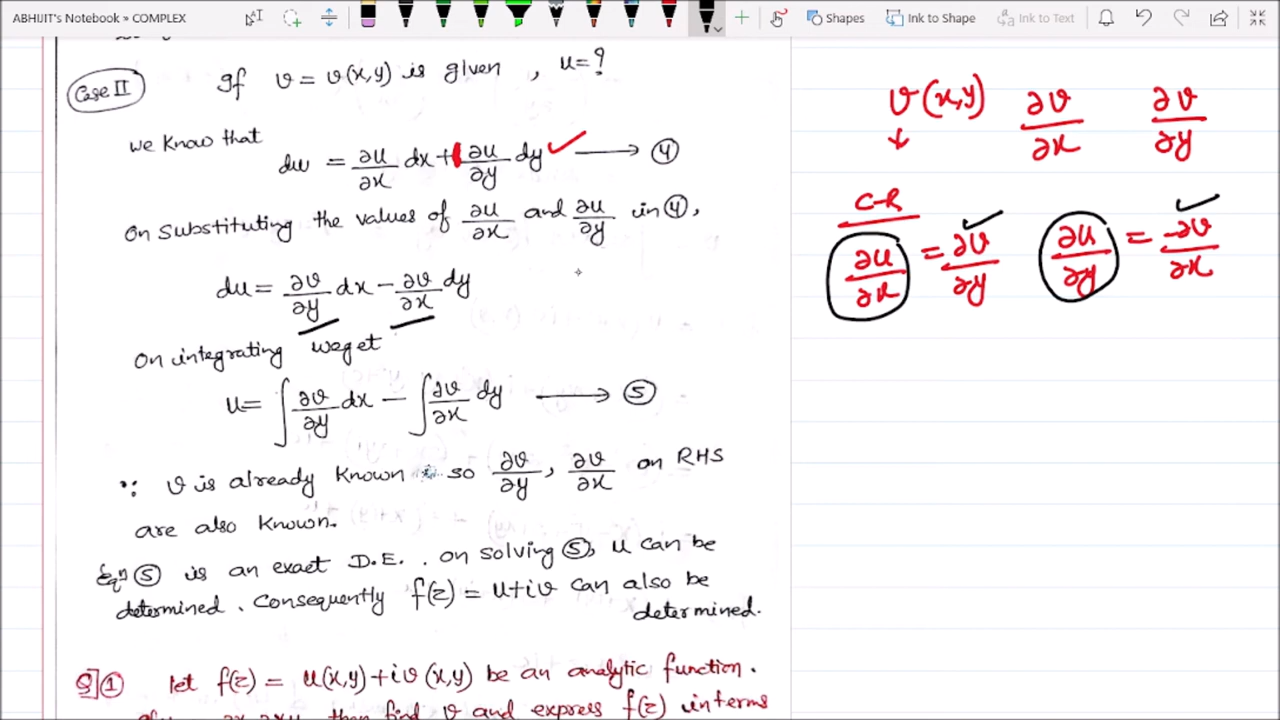 ABHIJIT's Notebook » COMPLEX
Shapes
Ink to Shape
Ink to Text
Case II
If v = v(x,y) is given , u=?
we know that
du = ∂u/∂x dx + ∂u/∂y dy ✓ → ④
On substituting the values of ∂u/∂x and ∂u/∂y in ④,
du = ∂v/∂y dx − ∂v/∂x dy
On integrating weget
u= ∫ ∂v/∂y dx − ∫ ∂v/∂x dy → ⑤
∵ v is already known so ∂v/∂y , ∂v/∂x on RHS
are also known.
Eqn ⑤ is an exact D.E. . on solving ⑤, u can be
determined . Consequently f(z) = u+iv can also be
determined.
Q] ① let f(z) = u(x,y)+iv(x,y) be an analytic function .
then find v and express f(z) in terms
v(x,y) ∂v/∂x ∂v/∂y
↓
C-R
∂u/∂x = ∂v/∂y ✓ ∂u/∂y = -∂v/∂x ✓